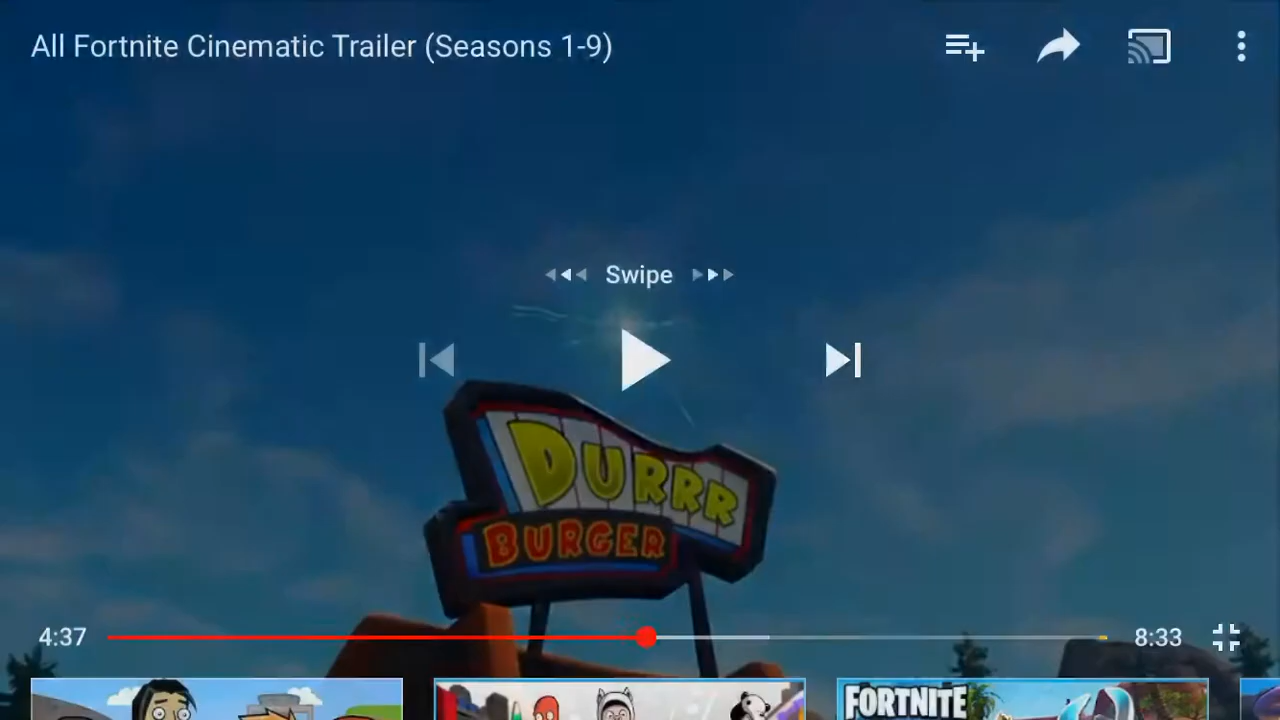 All Fortnite Cinematic Trailer (Seasons 1-9)
Swipe
DURRR
BURGER
4:37
8:33
FORTNITE